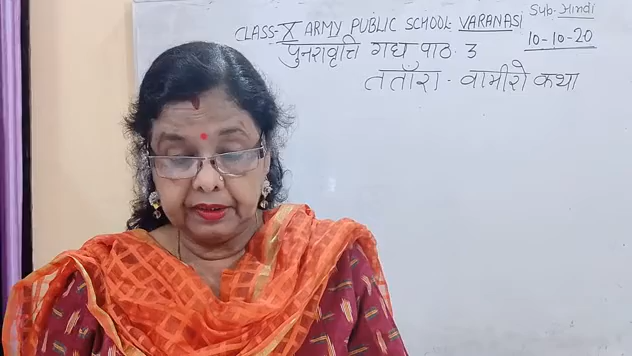 Sub. Hindi
CLASS-X ARMY PUBLIC SCHOOL VARANASI
10-10-20
पुनरावृत्ति गद्य पाठ. 3
तताँरा - वामीरो कथा